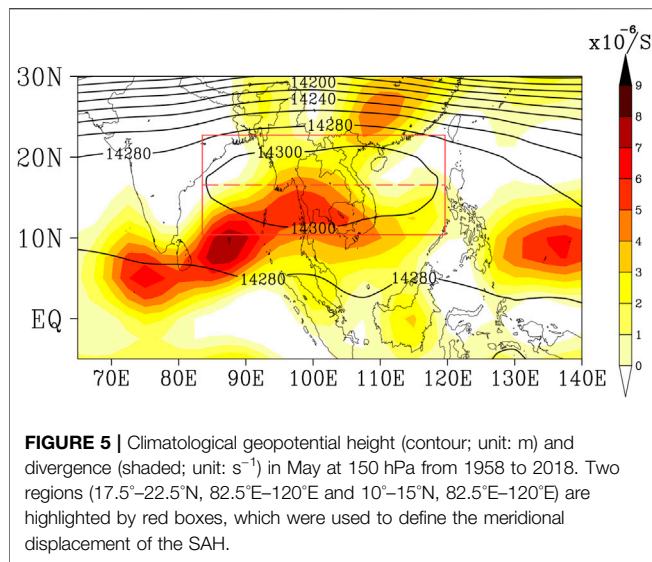 x10⁻⁶/S
30N
20N
10N
EQ
14200
14240
14280
14300
14280
14280
14300
14280
14280
70E 80E 90E 100E 110E 120E 130E 140E
9
8
7
6
5
4
3
2
1
0
FIGURE 5 | Climatological geopotential height (contour; unit: m) and
divergence (shaded; unit: s⁻¹) in May at 150 hPa from 1958 to 2018. Two
regions (17.5°–22.5°N, 82.5°E–120°E and 10°–15°N, 82.5°E–120°E) are
highlighted by red boxes, which were used to define the meridional
displacement of the SAH.